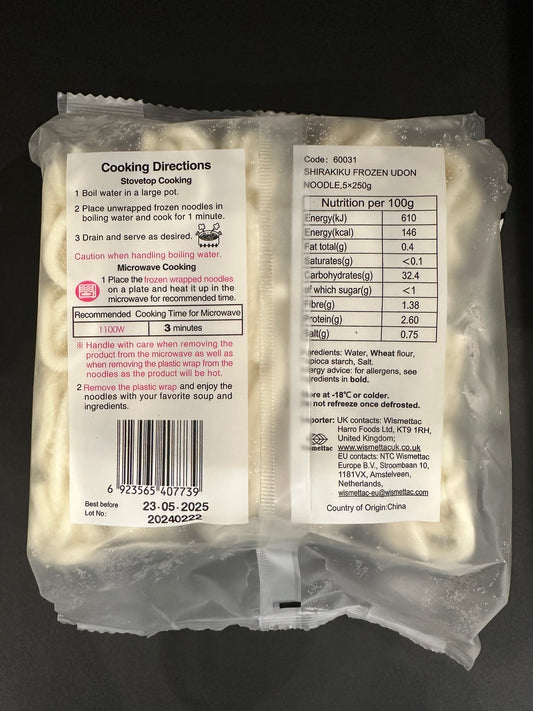 Cooking Directions
Stovetop Cooking
1 Boil water in a large pot.
2 Place unwrapped frozen noodles in
boiling water and cook for 1 minute.
3 Drain and serve as desired.
Caution when handling boiling water.
Microwave Cooking
1 Place the frozen wrapped noodles
on a plate and heat it up in the
microwave for recommended time.
Recommended Cooking Time for Microwave
1100W 3 minutes
※ Handle with care when removing the
product from the microwave as well as
when removing the plastic wrap from the
noodles as the product will be hot.
2 Remove the plastic wrap and enjoy the
noodles with your favorite soup and
ingredients.
6 923565 407739
Best before 23.05.2025
Lot No: 20240222
Code: 60031
SHIRAKIKU FROZEN UDON
NOODLE,5×250g
Nutrition per 100g
Energy(kJ) 610
Energy(kcal) 146
Fat total(g) 0.4
Saturates(g) <0.1
Carbohydrates(g) 32.4
of which sugar(g) <1
Fibre(g) 1.38
Protein(g) 2.60
Salt(g) 0.75
Ingredients: Water, Wheat flour,
Tapioca starch, Salt.
Allergy advice: for allergens, see
ingredients in bold.
Store at -18℃ or colder.
Do not refreeze once defrosted.
Importer: UK contacts: Wismettac
Harro Foods Ltd, KT9 1RH,
United Kingdom;
www.wismettacuk.co.uk
EU contacts: NTC Wismettac
Europe B.V., Stroombaan 10,
1181VX, Amstelveen,
Netherlands,
wismettac-eu@wismettac.com
Country of Origin:China